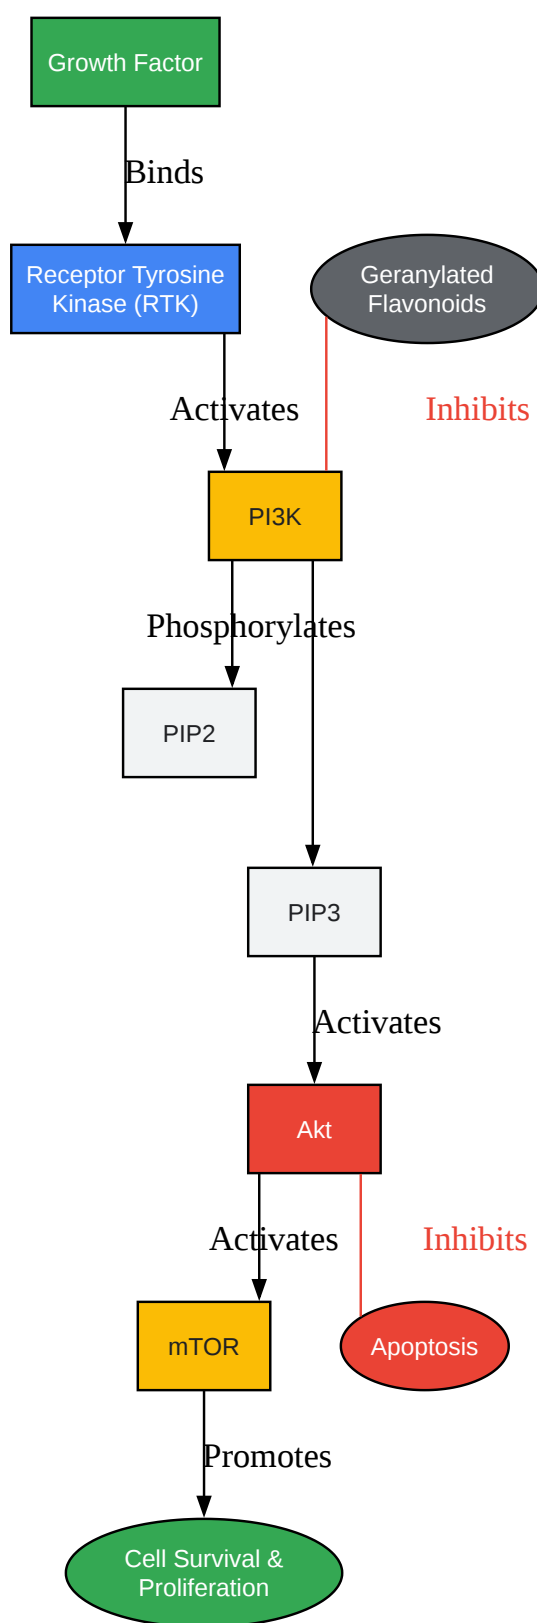 Growth Factor
Binds
Receptor Tyrosine
Kinase (RTK)
Geranylated
Flavonoids
Activates
Inhibits
PI3K
Phosphorylates
PIP2
PIP3
Activates
Akt
Activates
Inhibits
mTOR
Apoptosis
Promotes
Cell Survival &
Proliferation